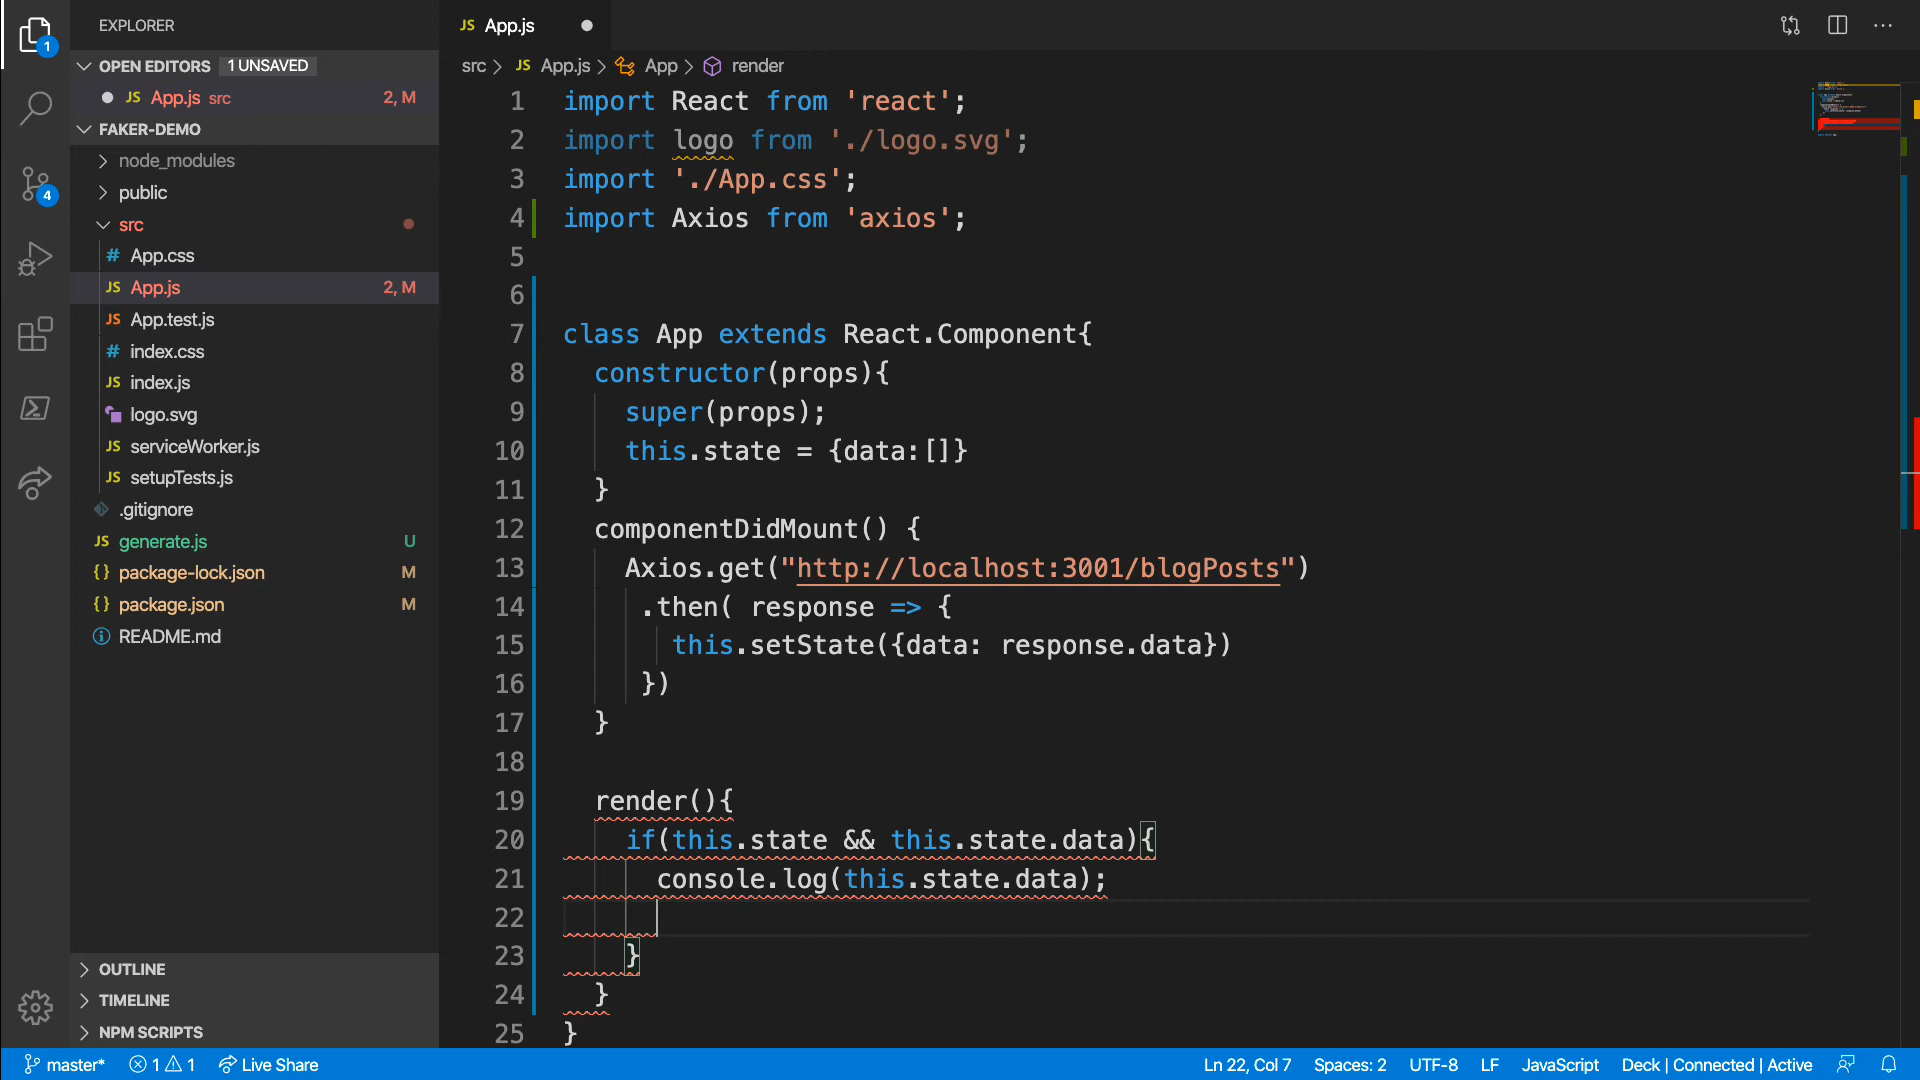 EXPLORER
OPEN EDITORS 1 UNSAVED
JS App.js src 2, M
FAKER-DEMO
node_modules
public
src
# App.css
JS App.js 2, M
JS App.test.js
# index.css
JS index.js
logo.svg
JS serviceWorker.js
JS setupTests.js
.gitignore
JS generate.js U
{} package-lock.json M
{} package.json M
README.md
OUTLINE
TIMELINE
NPM SCRIPTS
1
4
JS App.js
src > JS App.js > App > render
1 import React from 'react';
2 import logo from './logo.svg';
3 import './App.css';
4 import Axios from 'axios';
5
6
7 class App extends React.Component{
8 constructor(props){
9 super(props);
10 this.state = {data:[]}
11 }
12 componentDidMount() {
13 Axios.get("http://localhost:3001/blogPosts")
14 .then( response => {
15 this.setState({data: response.data})
16 })
17 }
18
19 render(){
20 if(this.state && this.state.data){
21 console.log(this.state.data);
22
23 }
24 }
25 }
master* 1 1 Live Share Ln 22, Col 7 Spaces: 2 UTF-8 LF JavaScript Deck | Connected | Active